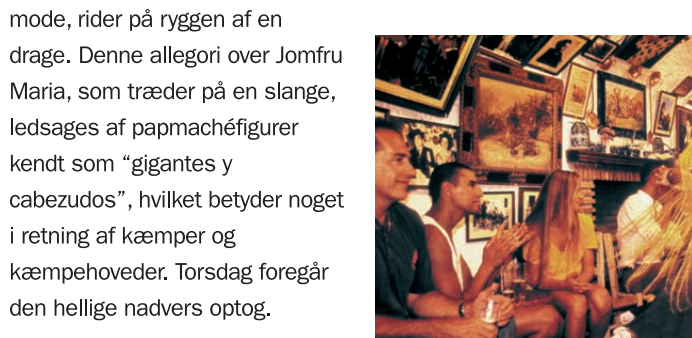 mode, rider på ryggen af en
drage. Denne allegori over Jomfru
Maria, som træder på en slange,
ledsages af papmachéfigurer
kendt som “gigantes y
cabezudos”, hvilket betyder noget
i retning af kæmper og
kæmpehoveder. Torsdag foregår
den hellige nadvers optog.